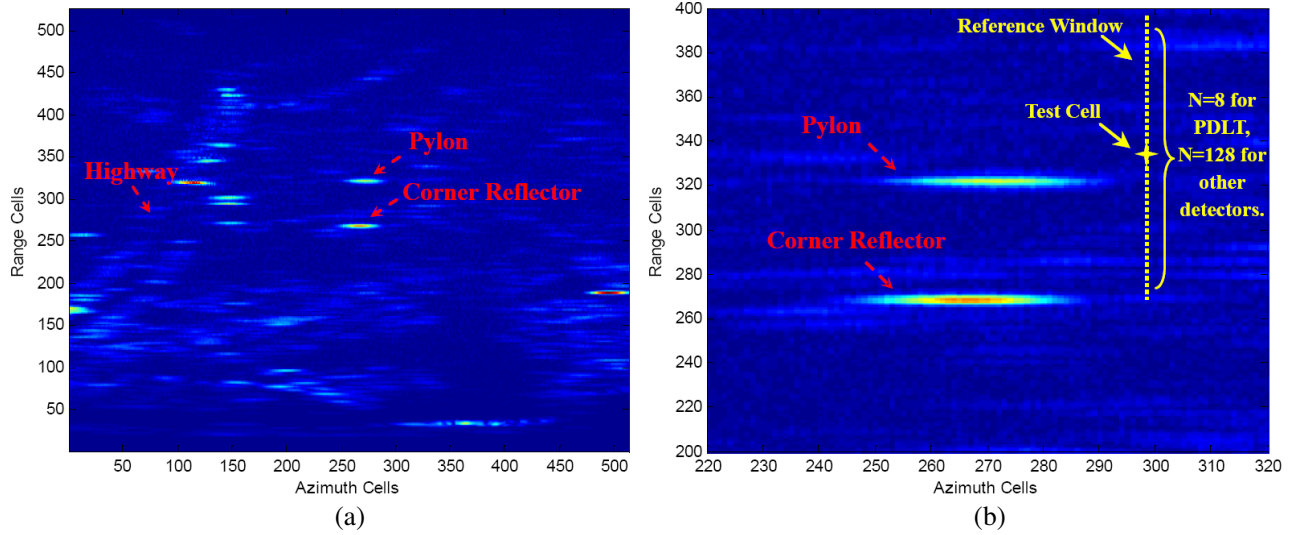 500
450
400
350
300
250
200
150
100
50
Range Cells
50
100
150
200
250
300
350
400
450
500
Azimuth Cells
Highway
Pylon
Corner Reflector
(a)
400
380
360
340
320
300
280
260
240
220
200
Range Cells
220
230
240
250
260
270
280
290
300
310
320
Azimuth Cells
Reference Window
Test Cell
N=8 for
PDLT,
N=128 for
other
detectors.
Pylon
Corner Reflector
(b)